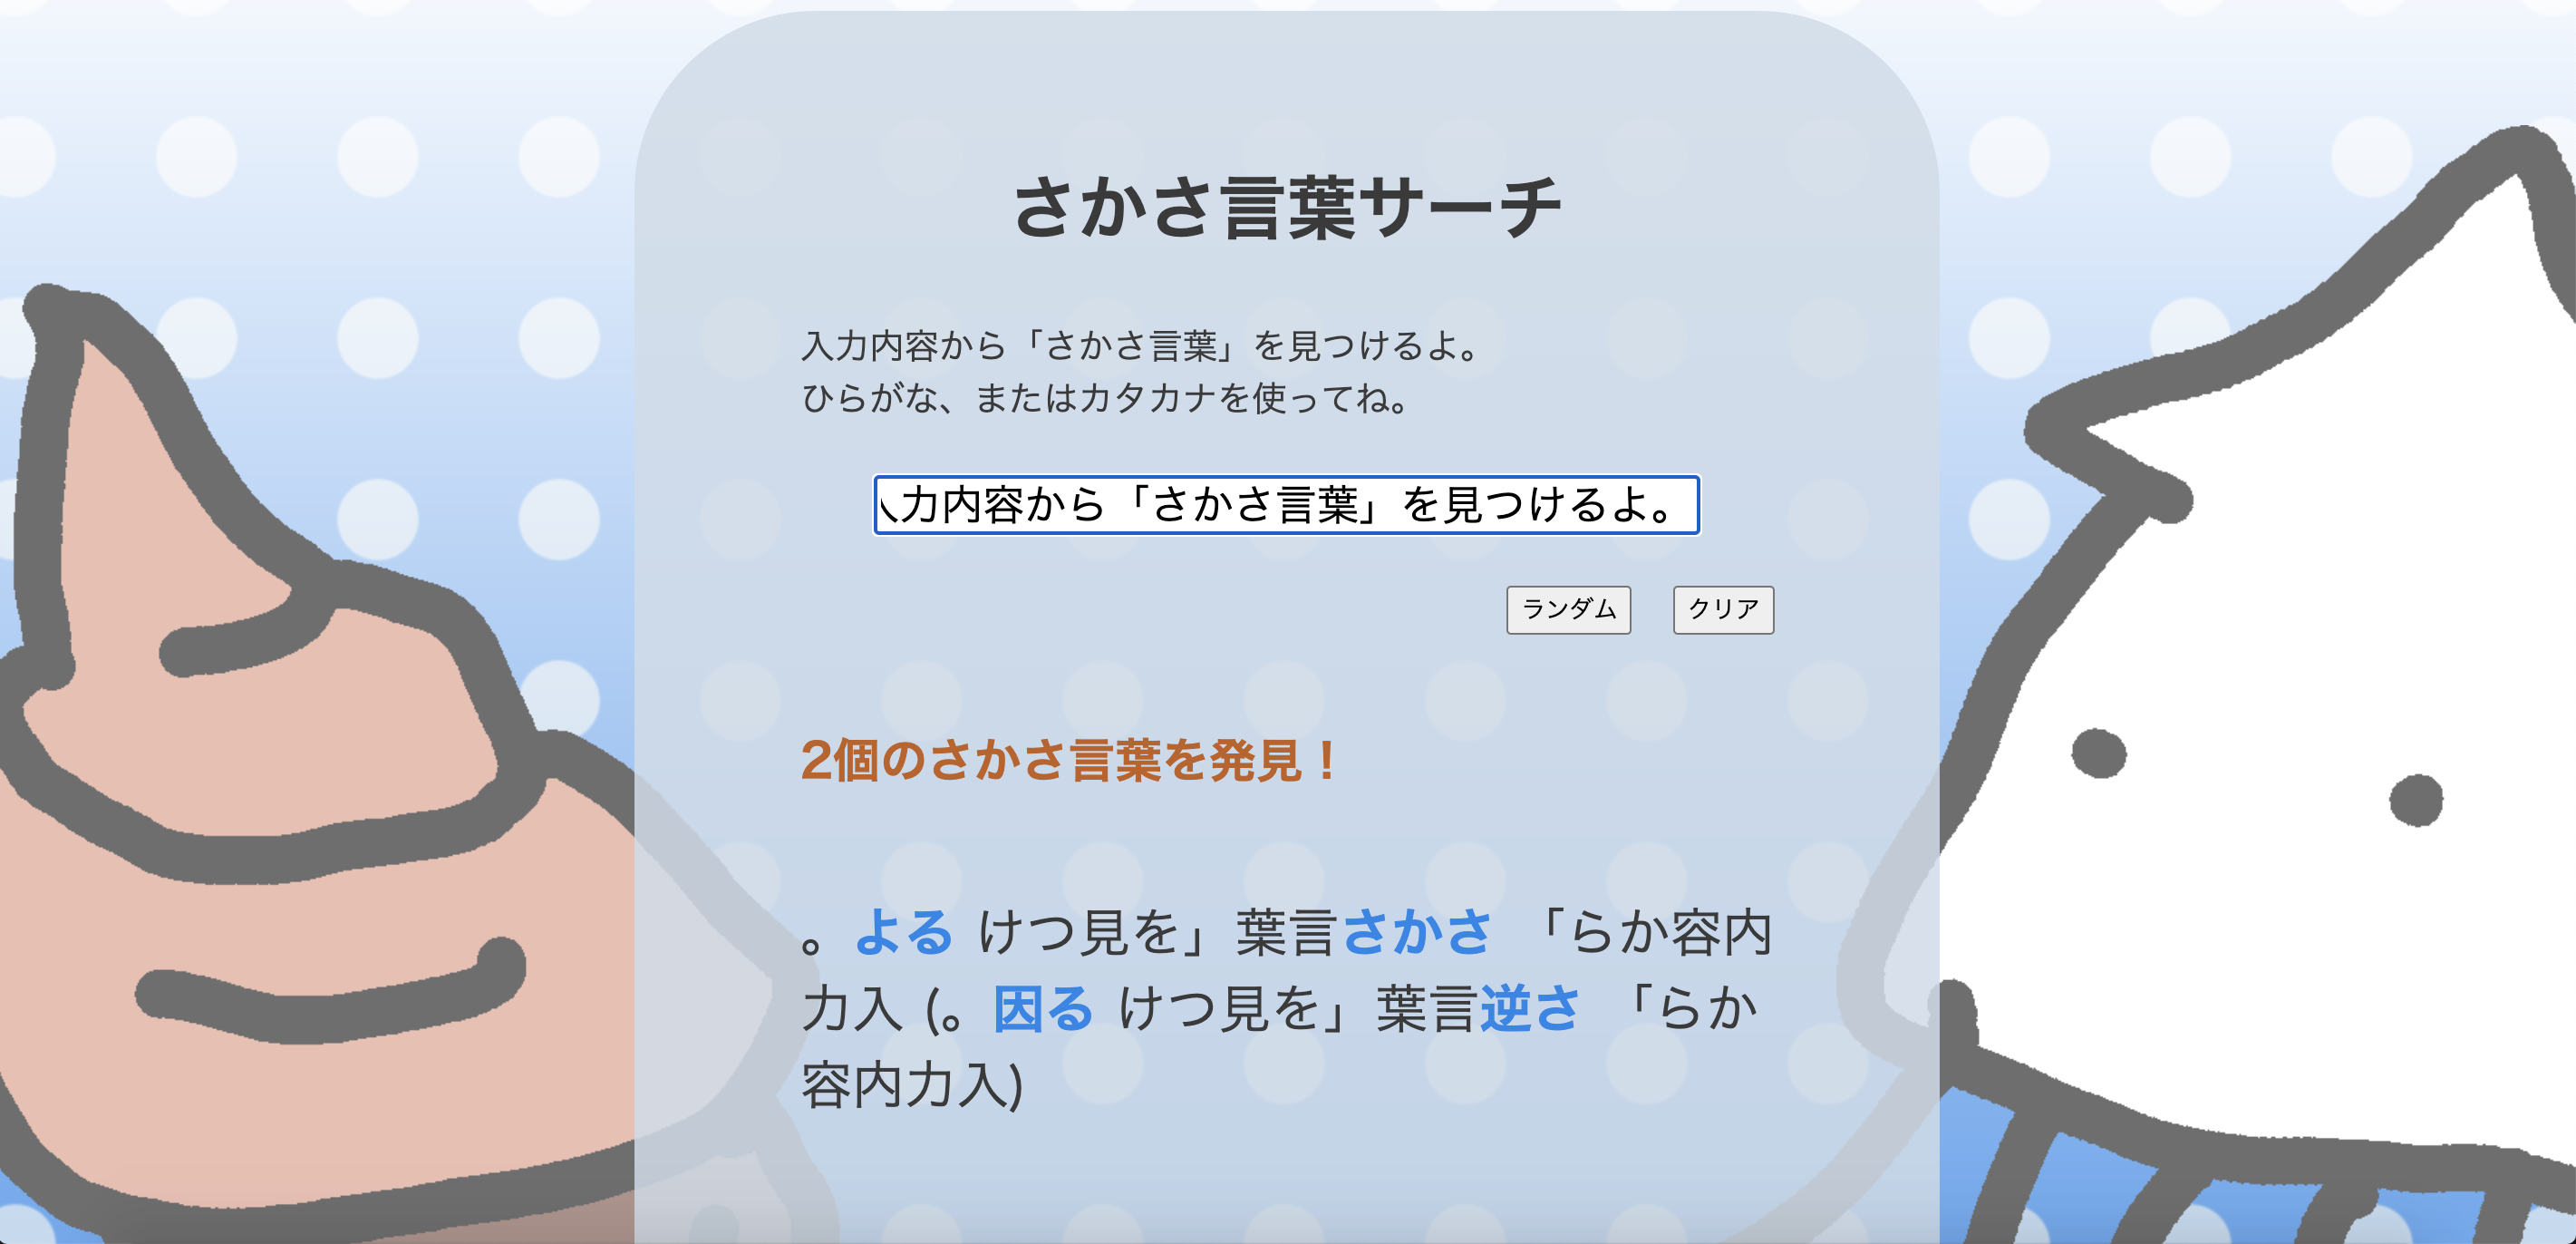 さかさ言葉サーチ
入力内容から「さかさ言葉」を見つけるよ。
ひらがな、またはカタカナを使ってね。
入力内容から「さかさ言葉」を見つけるよ。
ランダム クリア
2個のさかさ言葉を発見！
。よる けつ見を」葉言さかさ 「らか容内
力入 (。因る けつ見を」葉言逆さ 「らか
容内力入)